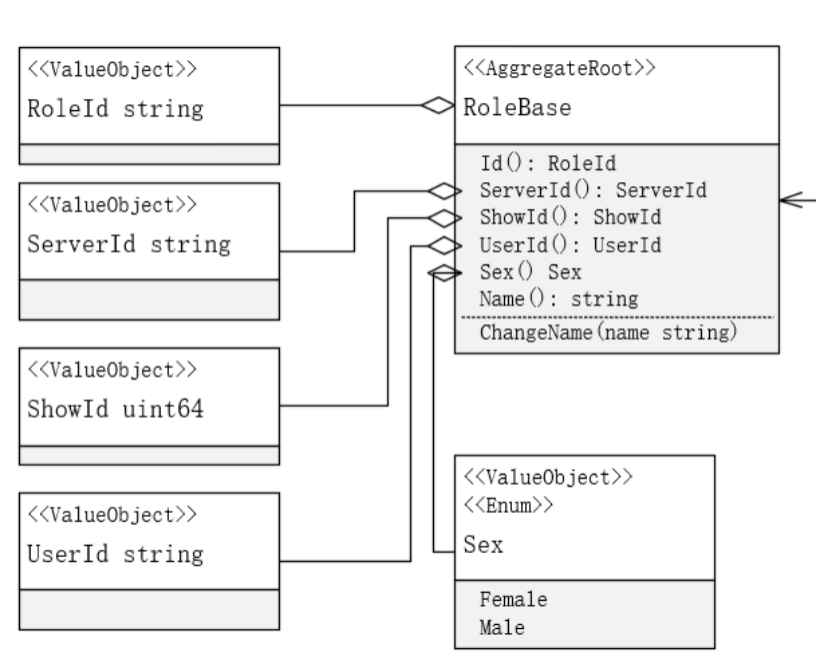 <<ValueObject>>
RoleId string
<<ValueObject>>
ServerId string
<<ValueObject>>
ShowId uint64
<<ValueObject>>
UserId string
<<AggregateRoot>>
RoleBase
Id(): RoleId
ServerId(): ServerId
ShowId(): ShowId
UserId(): UserId
Sex() Sex
Name(): string
ChangeName(name string)
<<ValueObject>>
<<Enum>>
Sex
Female
Male